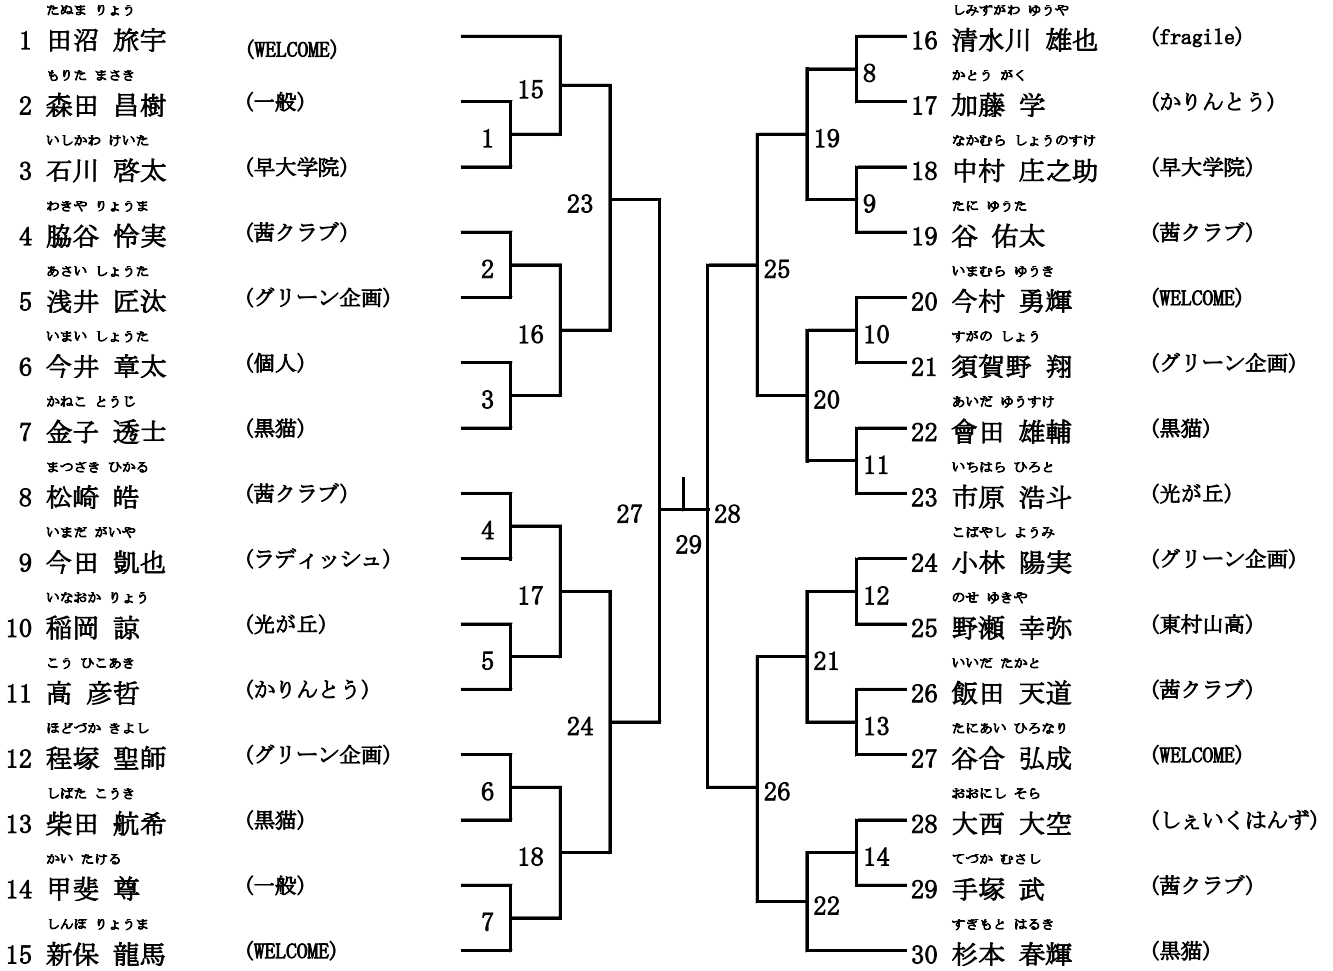 たぬま りょう
1 田沼 旅宇 (WELCOME)
もりた まさき
2 森田 昌樹 (一般)
いしかわ けいた
3 石川 啓太 (早大学院)
わきや りょうま
4 脇谷 怜実 (茜クラブ)
あさい しょうた
5 浅井 匠汰 (グリーン企画)
いまい しょうた
6 今井 章太 (個人)
かねこ とうじ
7 金子 透士 (黒猫)
まつざき ひかる
8 松崎 皓 (茜クラブ)
いまだ がいや
9 今田 凱也 (ラディッシュ)
いなおか りょう
10 稲岡 諒 (光が丘)
こう ひこあき
11 高 彦哲 (かりんとう)
ほどづか きよし
12 程塚 聖師 (グリーン企画)
しばた こうき
13 柴田 航希 (黒猫)
かい たける
14 甲斐 尊 (一般)
しんぼ りょうま
15 新保 龍馬 (WELCOME)
15
1
23
2
16
3
27
4
17
5
24
6
18
7
29
28
8
19
9
25
10
20
11
12
21
13
26
14
22
しみずがわ ゆうや
16 清水川 雄也 (fragile)
かとう がく
17 加藤 学 (かりんとう)
なかむら しょうのすけ
18 中村 庄之助 (早大学院)
たに ゆうた
19 谷 佑太 (茜クラブ)
いまむら ゆうき
20 今村 勇輝 (WELCOME)
すがの しょう
21 須賀野 翔 (グリーン企画)
あいだ ゆうすけ
22 會田 雄輔 (黒猫)
いちはら ひろと
23 市原 浩斗 (光が丘)
こばやし ようみ
24 小林 陽実 (グリーン企画)
のせ ゆきや
25 野瀬 幸弥 (東村山高)
いいだ たかと
26 飯田 天道 (茜クラブ)
たにあい ひろなり
27 谷合 弘成 (WELCOME)
おおにし そら
28 大西 大空 (しぇいくはんず)
てづか むさし
29 手塚 武 (茜クラブ)
すぎもと はるき
30 杉本 春輝 (黒猫)